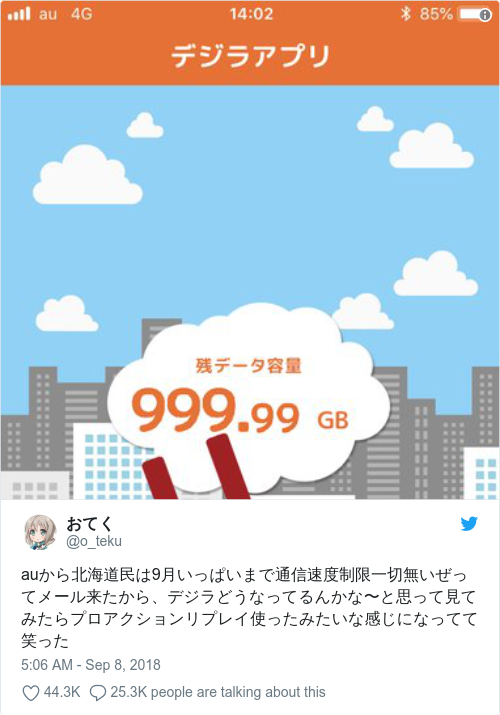 au 4G 14:02 85%
デジラアプリ
残データ容量
999.99 GB
おてく
@o_teku
auから北海道民は9月いっぱいまで通信速度制限一切無いぜっ
てメール来たから、デジラどうなってるんかな〜と思って見て
みたらプロアクションリプレイ使ったみたいな感じになってて
笑った
5:06 AM - Sep 8, 2018
44.3K 25.3K people are talking about this